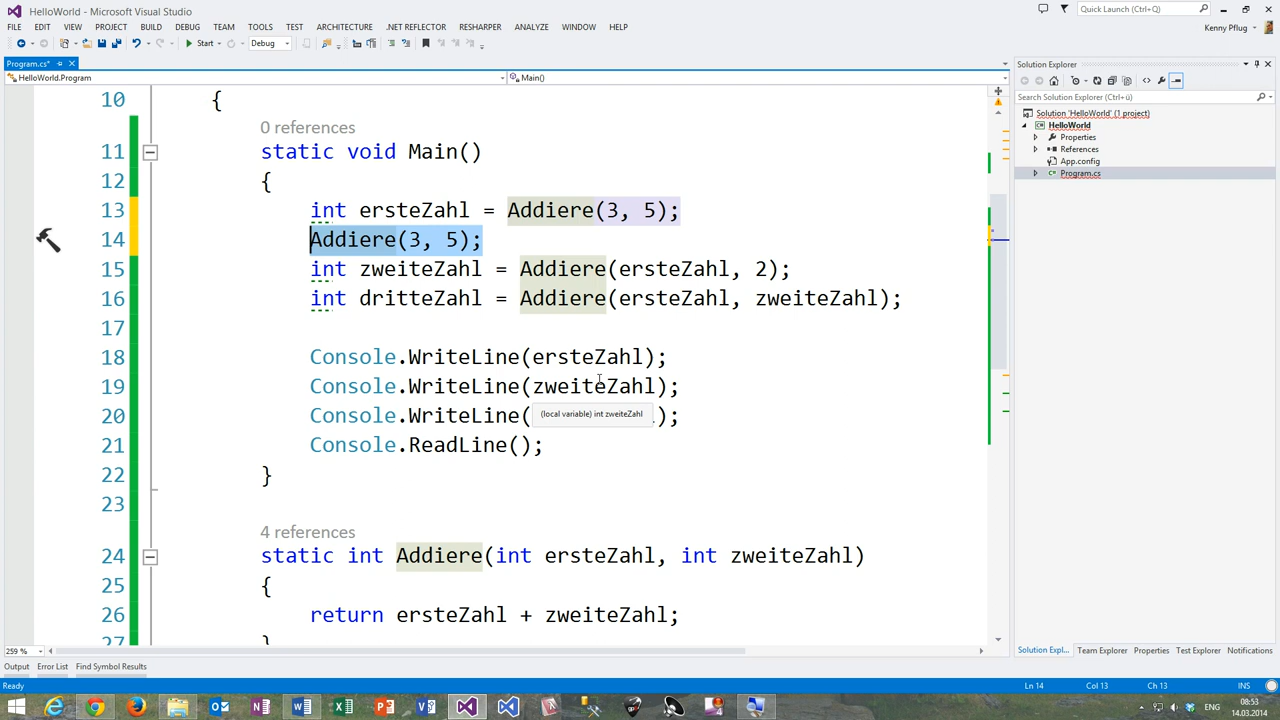 HelloWorld - Microsoft Visual Studio
Quick Launch (Ctrl+Q)
FILE EDIT VIEW PROJECT BUILD DEBUG TEAM TOOLS TEST ARCHITECTURE .NET REFLECTOR RESHARPER ANALYZE WINDOW HELP
Kenny Pflug
Start
Debug
Program.cs*
HelloWorld.Program
Main()
10 {
0 references
11 static void Main()
12 {
13 int ersteZahl = Addiere(3, 5);
14 Addiere(3, 5);
15 int zweiteZahl = Addiere(ersteZahl, 2);
16 int dritteZahl = Addiere(ersteZahl, zweiteZahl);
17
18 Console.WriteLine(ersteZahl);
19 Console.WriteLine(zweiteZahl);
(local variable) int zweiteZahl
20 Console.WriteLine( );
21 Console.ReadLine();
22 }
23
4 references
24 static int Addiere(int ersteZahl, int zweiteZahl)
25 {
26 return ersteZahl + zweiteZahl;
27 }
259 %
Solution Explorer
Search Solution Explorer (Ctrl+ü)
Solution 'HelloWorld' (1 project)
HelloWorld
Properties
References
App.config
Program.cs
Solution Expl... Team Explorer Properties Test Explorer Notifications
Output Error List Find Symbol Results
Ready
Ln 14 Col 13 Ch 13 INS
08:53
14.03.2014